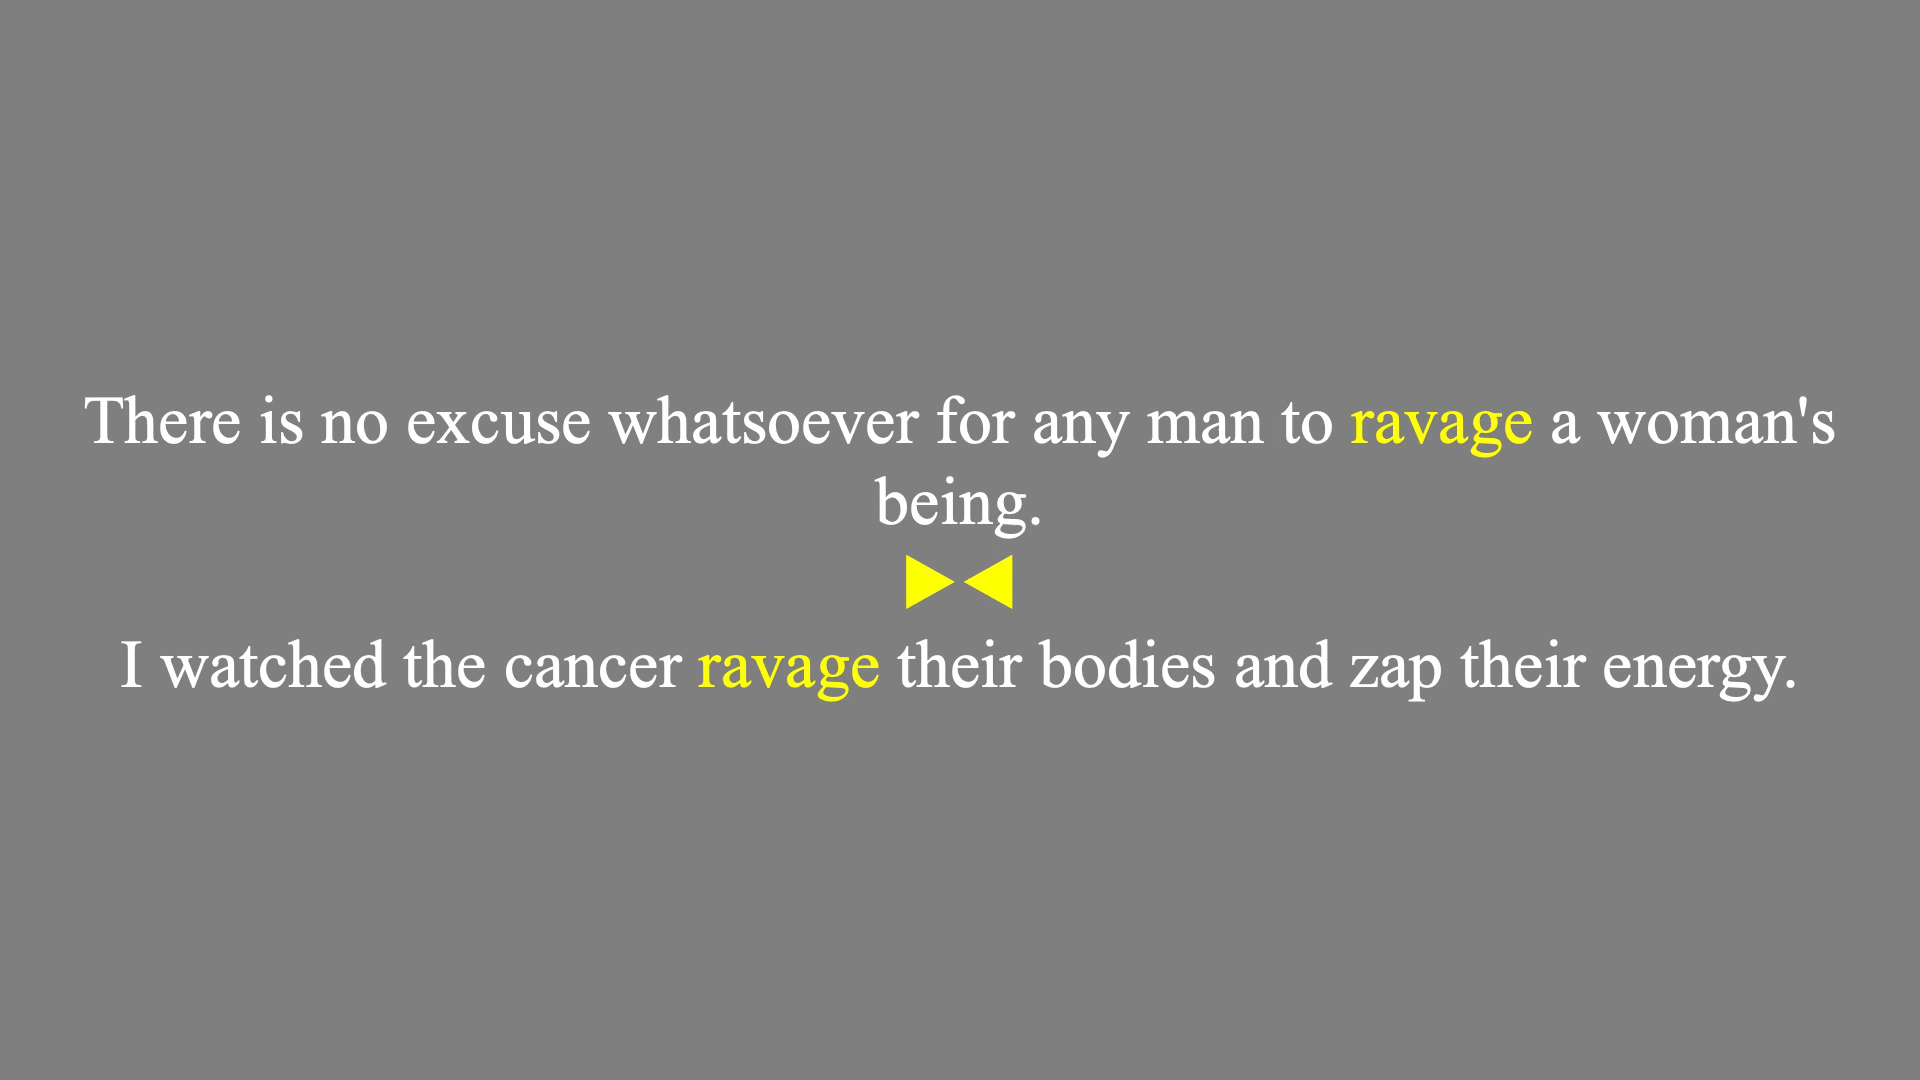 There is no excuse whatsoever for any man to ravage a woman's
being.
▶◀
I watched the cancer ravage their bodies and zap their energy.